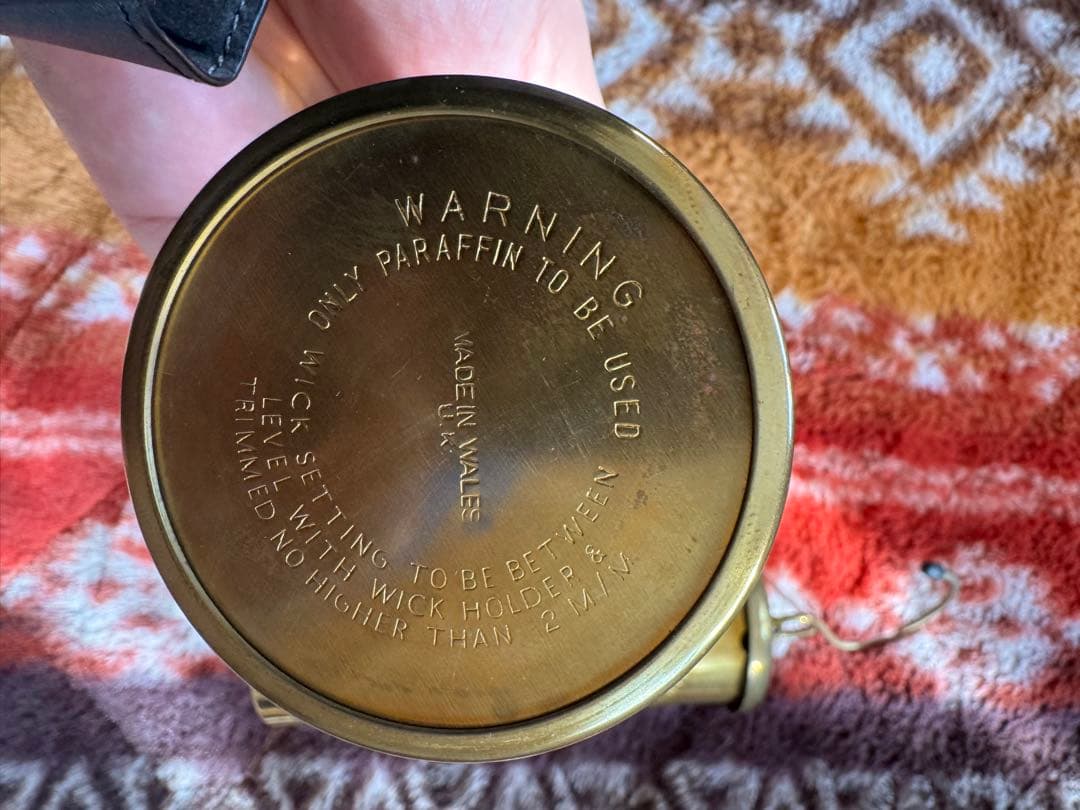 WARNING
ONLY PARAFFIN TO BE USED
MADE IN WALES
U.K
WICK SETTING TO BE BETWEEN
LEVEL WITH WICK HOLDER &
TRIMMED NO HIGHER THAN 2 M/M